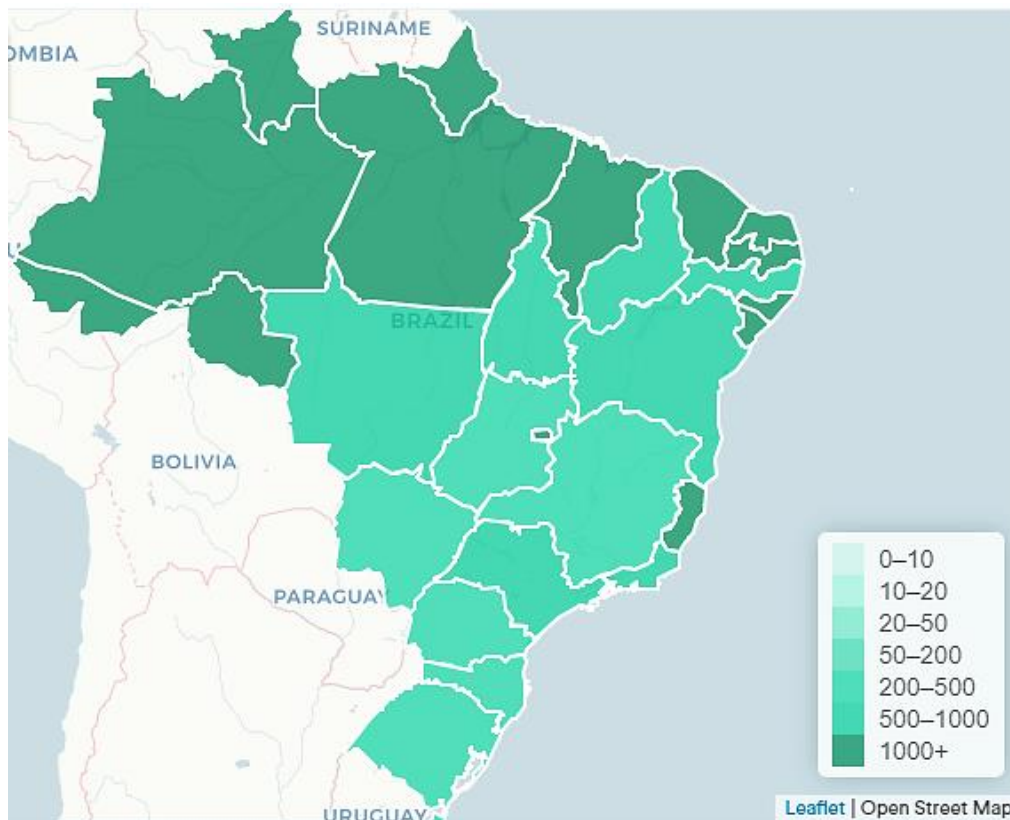 SURINAME
OMBIA
BRAZIL
BOLIVIA
PARAGUAY
URUGUAY
0–10
10–20
20–50
50–200
200–500
500–1000
1000+
Leaflet | Open Street Map